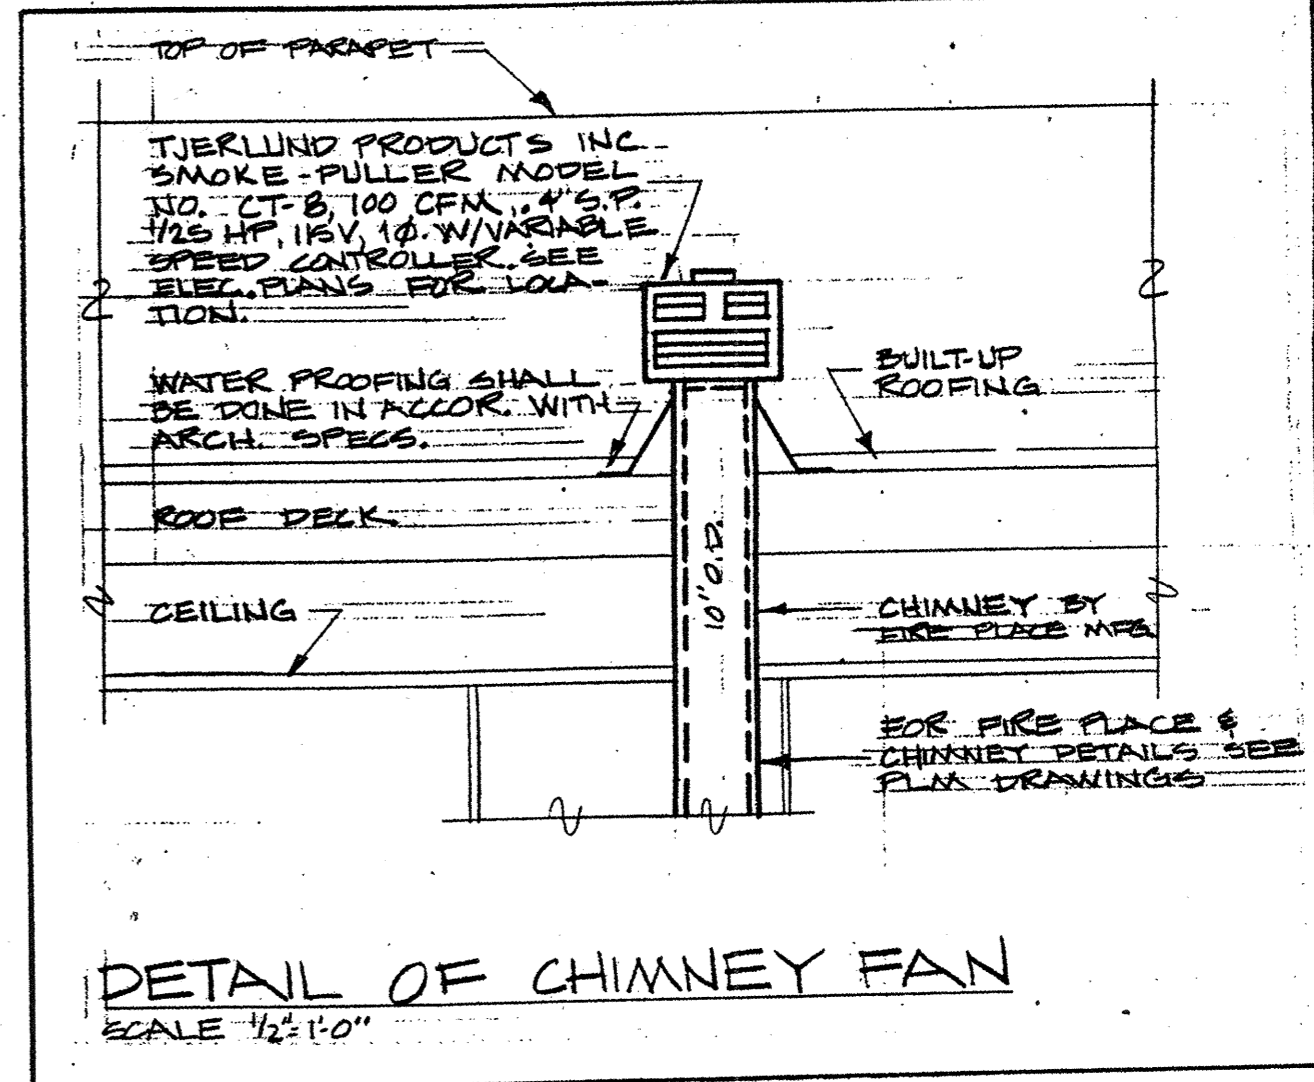 TOP OF PARAPET
TJERLUND PRODUCTS INC
SMOKE-PULLER MODEL
NO. CT-8, 100 CFM, .4" S.P.
1/25 HP, 115V, 1Ø. W/VARIABLE
SPEED CONTROLLER. SEE
ELEC. PLANS FOR LOCA-
TION.
WATER PROOFING SHALL
BE DONE IN ACCOR. WITH
ARCH. SPECS.
BUILT-UP
ROOFING
ROOF DECK
10" O.D.
CEILING
CHIMNEY BY
FIRE PLACE MFG.
FOR FIRE PLACE &
CHIMNEY DETAILS SEE
PLM DRAWINGS
DETAIL OF CHIMNEY FAN
SCALE 1/2"=1'-0"